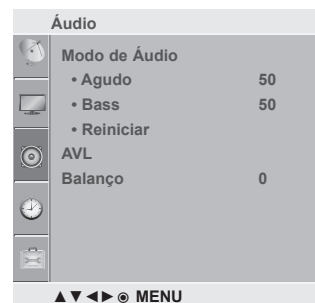 Áudio
Modo de Áudio
• Agudo 50
• Bass 50
• Reiniciar
AVL
Balanço 0
▲▼◄►◉ MENU